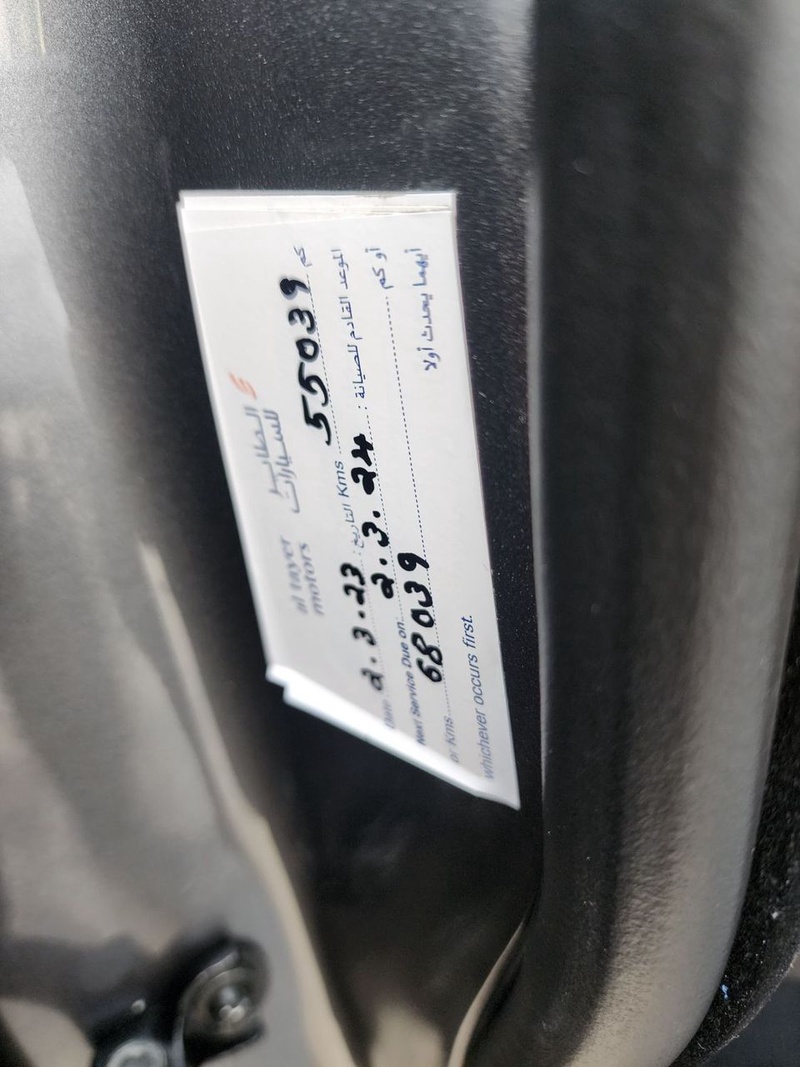 al tayer الطاير
motors للسيارات
Date: 2.3.23 التاريخ: Kms 55039 كم
Next Service Due on: 2.3.24 الموعد القادم للصيانة:
or Kms. 68039 أو كم
whichever occurs first. أيهما يحدث أولا